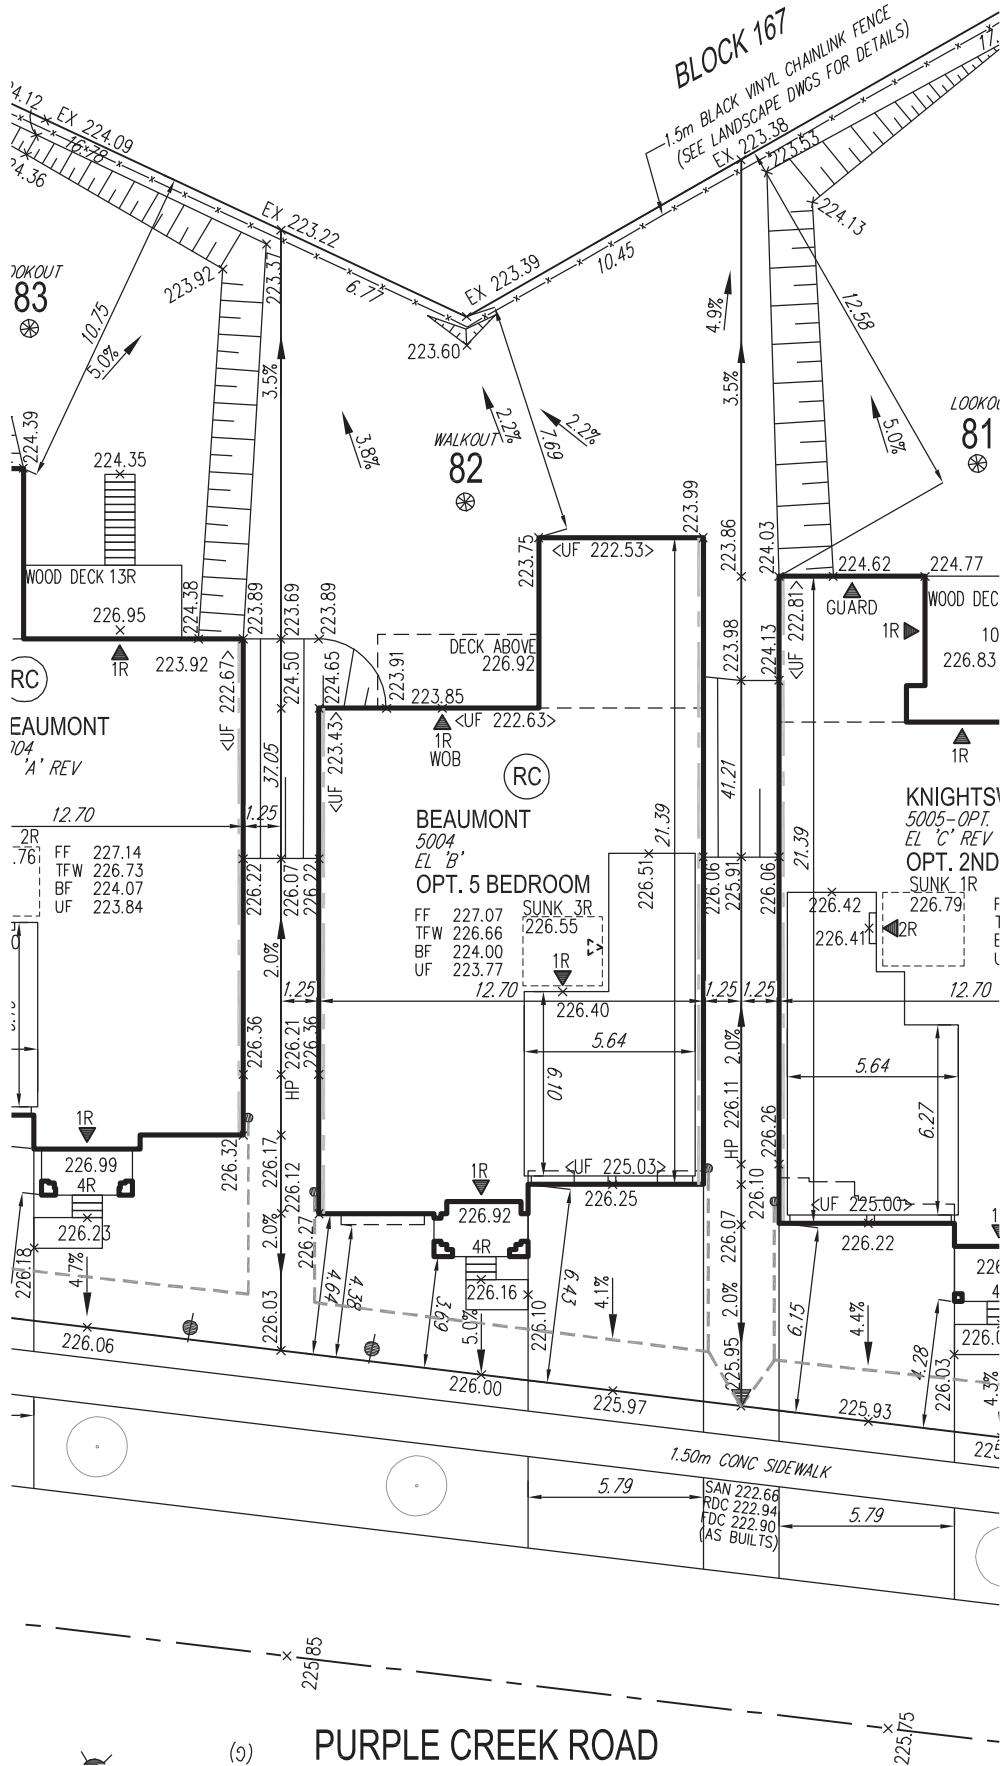 BLOCK 167
1.5m BLACK VINYL CHAINLINK FENCE
(SEE LANDSCAPE DWGS FOR DETAILS)
17.
EX 224.09
16.78
24.12
24.36
EX 223.22
223.92
223.37
6.77
EX 223.39
10.45
EX 223.38
223.53
224.13
223.60
83
10.75
5.0%
3.5%
3.8%
WALKOUT
82
2.2%
2.2%
7.69
4.9%
3.5%
12.58
5.0%
81
224.39
224.35
WOOD DECK 13R
226.95
1R
224.38
223.89
223.69
223.89
223.92
<UF 222.67>
224.50
224.65
223.91
DECK ABOVE
226.92
223.75
<UF 222.53>
223.99
223.86
224.03
224.62
224.77
GUARD
WOOD DEC
1R
10
226.83
<UF 222.81>
223.98
224.13
223.85
<UF 222.63>
<UF 223.43>
1R
WOB
1R
RC
EAUMONT
004
'A' REV
12.70
37.05
1.25
2R
.76
FF 227.14
TFW 226.73
BF 224.07
UF 223.84
226.22
226.07
226.22
RC
BEAUMONT
5004
EL 'B'
OPT. 5 BEDROOM
FF 227.07
TFW 226.66
BF 224.00
UF 223.77
SUNK 3R
226.55
1R
226.40
226.51
21.39
41.21
226.06
225.91
226.06
21.39
KNIGHTSW
5005-OPT.
EL 'C' REV
OPT. 2ND
SUNK 1R
226.79
226.42
226.41
2R
2.0%
1.25
12.70
1.25
1.25
12.70
226.36
226.21
226.36
HP
5.64
6.10
2.0%
HP 226.11
226.26
5.64
6.27
1R
226.99
4R
226.23
226.18
4.7%
226.32
226.17
226.12
2.0%
226.27
226.03
226.06
1R
226.92
4R
226.16
<UF 225.03>
226.25
4.64
4.38
3.69
5.0%
226.10
6.43
4.1%
226.10
226.07
2.0%
225.95
<UF 225.00>
226.22
6.15
4.4%
4.28
226.03
4.3%
226.00
225.97
225.93
1.50m CONC SIDEWALK
5.79
SAN 222.66
RDC 222.94
FDC 222.90
(AS BUILTS)
5.79
225.85
225.75
PURPLE CREEK ROAD